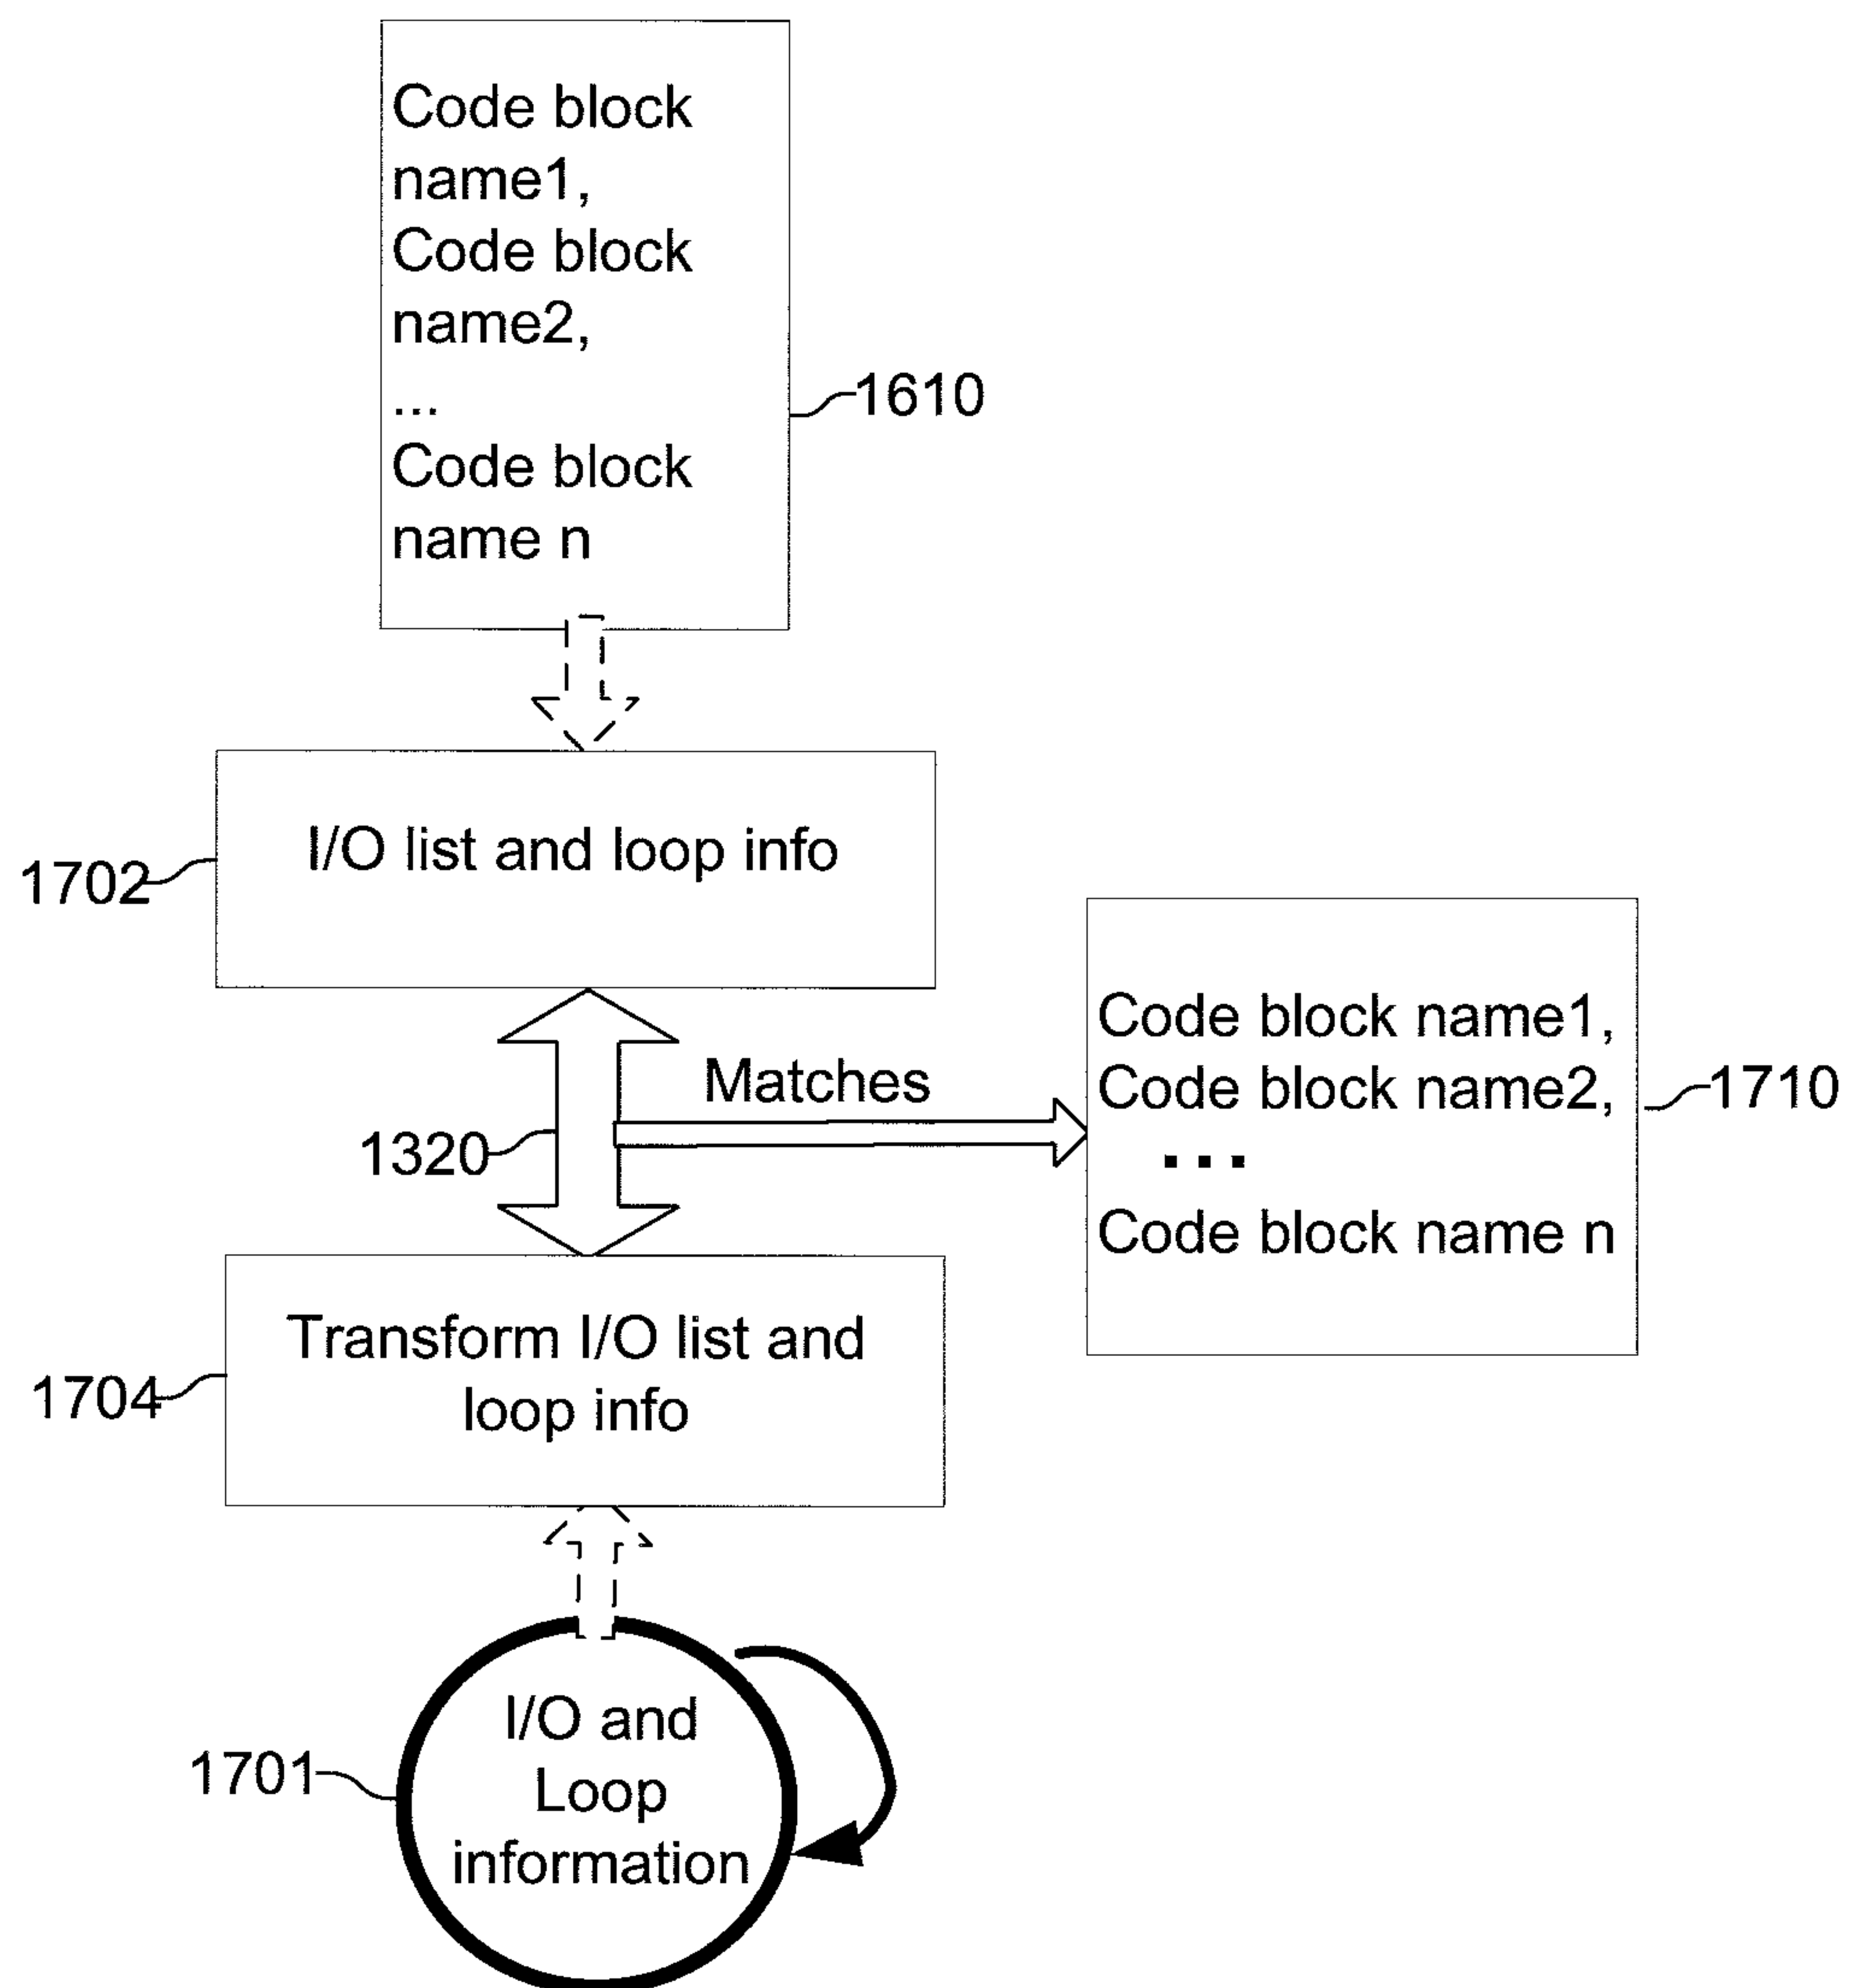 Code block
name1,
Code block
name2,
...
Code block
name n
1610
I/O list and loop info
1702
Matches
1320
Code block name1,
Code block name2,
...
Code block name n
1710
Transform I/O list and
loop info
1704
I/O and
Loop
information
1701